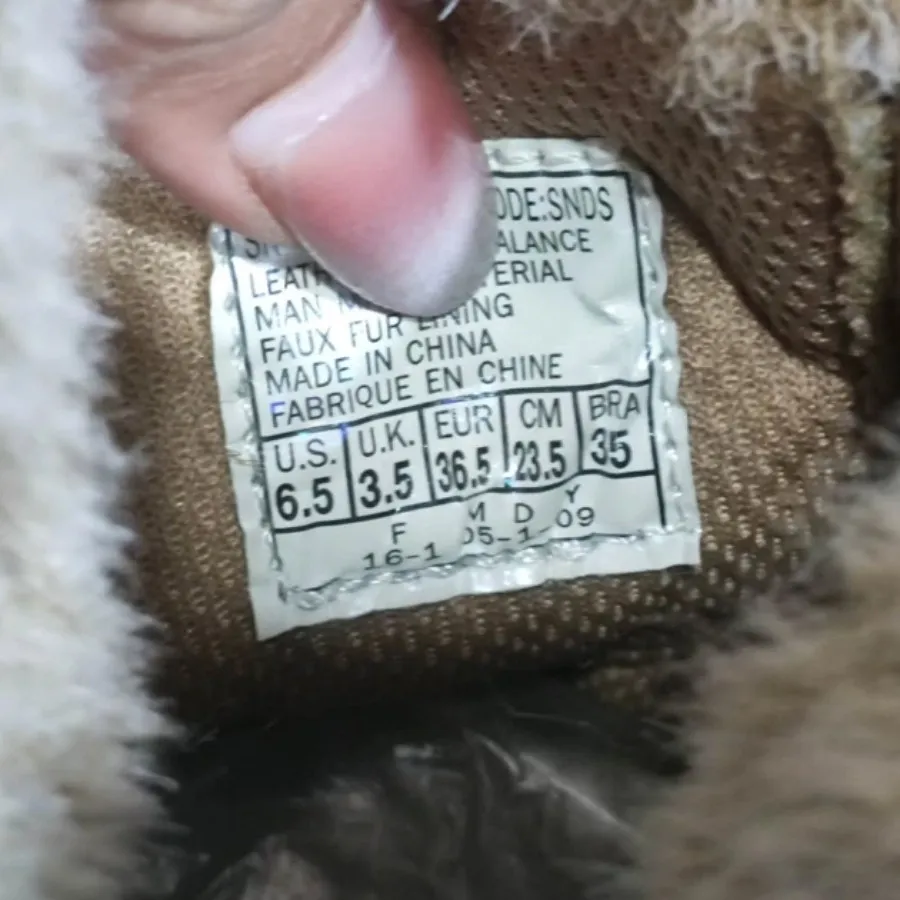 ODE:SNDS
ALANCE
LEATH ERIAL
MAN M
FAUX FUR LINING
MADE IN CHINA
FABRIQUE EN CHINE
U.S. U.K. EUR CM BRA
6.5 3.5 36.5 23.5 35
F M D Y
16-1 05-1-09